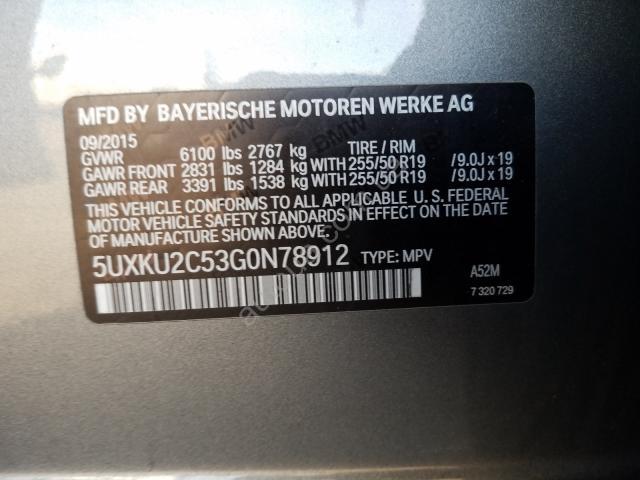 MFD BY BAYERISCHE MOTOREN WERKE AG
09/2015
GVWR 6100 lbs 2767 kg TIRE / RIM
GAWR FRONT 2831 lbs 1284 kg WITH 255/50 R19 /9.0J x 19
GAWR REAR 3391 lbs 1538 kg WITH 255/50 R19 /9.0J x 19
THIS VEHICLE CONFORMS TO ALL APPLICABLE U. S. FEDERAL
MOTOR VEHICLE SAFETY STANDARDS IN EFFECT ON THE DATE
OF MANUFACTURE SHOWN ABOVE.
5UXKU2C53G0N78912 TYPE: MPV
A52M
7 320 729